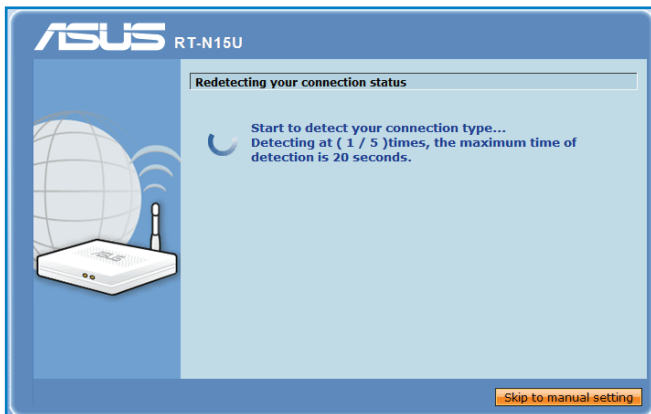 ASUS RT-N15U
Redetecting your connection status
Start to detect your connection type...
Detecting at ( 1 / 5 )times, the maximum time of
detection is 20 seconds.
ASUS
Skip to manual setting